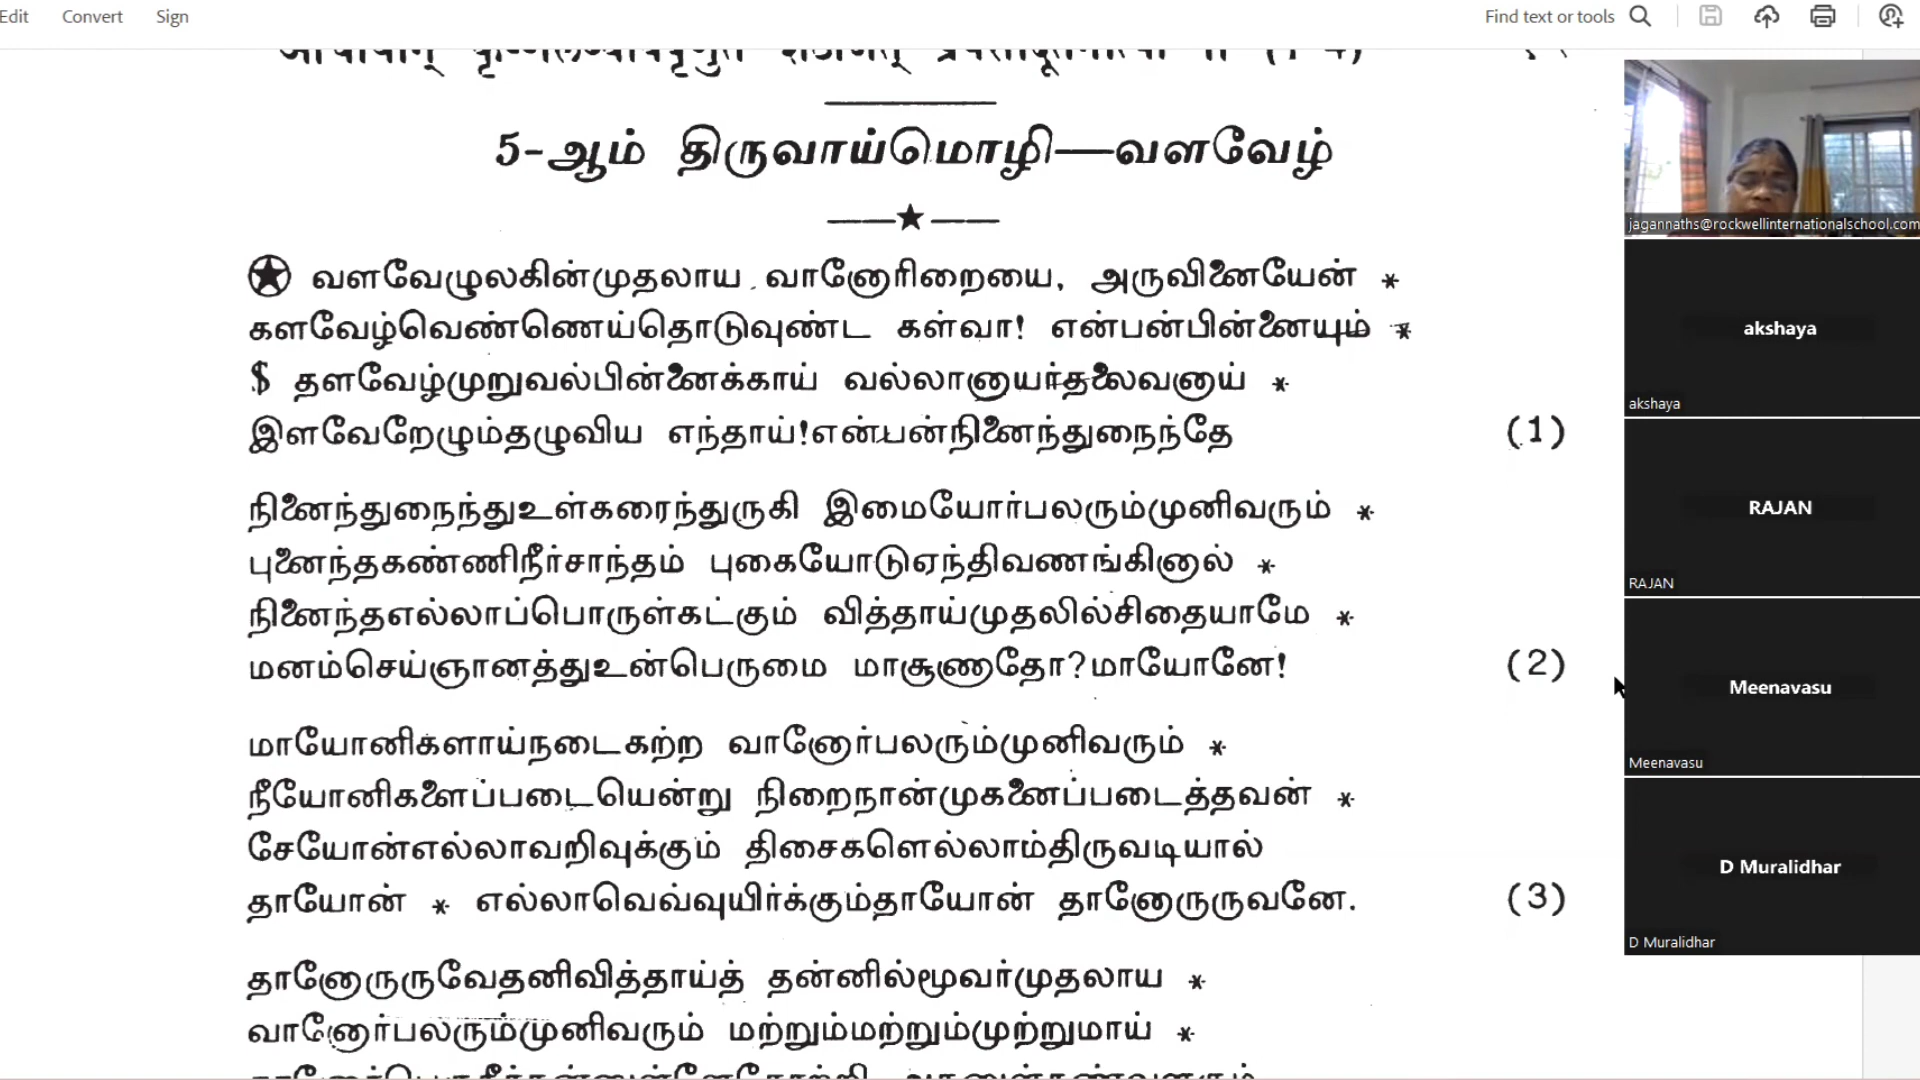 Edit Convert Sign Find text or tools
5-ஆம் திருவாய்மொழி—வளவேழ்
வளவேழுலகின்முதலாய வானோரிறையை, அருவினையேன் *
களவேழ்வெண்ணெய்தொடுவுண்ட கள்வா! என்பன்பின்னையும் *
$ தளவேழ்முறுவல்பின்னைக்காய் வல்லானாயர்தலைவனாய் *
இளவேறேழும்தழுவிய எந்தாய்!என்பன்நினைந்துநைந்தே (1)
நினைந்துநைந்துஉள்கரைந்துருகி இமையோர்பலரும்முனிவரும் *
புனைந்தகண்ணிநீர்சாந்தம் புகையோடுஏந்திவணங்கினால் *
நினைந்தஎல்லாப்பொருள்கட்கும் வித்தாய்முதலில்சிதையாமே *
மனம்செய்ஞானத்துஉன்பெருமை மாசூணாதோ?மாயோனே! (2)
மாயோனிகளாய்நடைகற்ற வானோர்பலரும்முனிவரும் *
நீயோனிகளைப்படையென்று நிறைநான்முகனைப்படைத்தவன் *
சேயோன்எல்லாவறிவுக்கும் திசைகளெல்லாம்திருவடியால்
தாயோன் * எல்லாவெவ்வுயிர்க்கும்தாயோன் தானோருருவனே. (3)
தானோருருவேதனிவித்தாய்த் தன்னில்மூவர்முதலாய *
வானோர்பலரும்முனிவரும் மற்றும்மற்றும்முற்றுமாய் *
jagannaths@rockwellinternationalschool.com
akshaya
akshaya
RAJAN
RAJAN
Meenavasu
Meenavasu
D Muralidhar
D Muralidhar